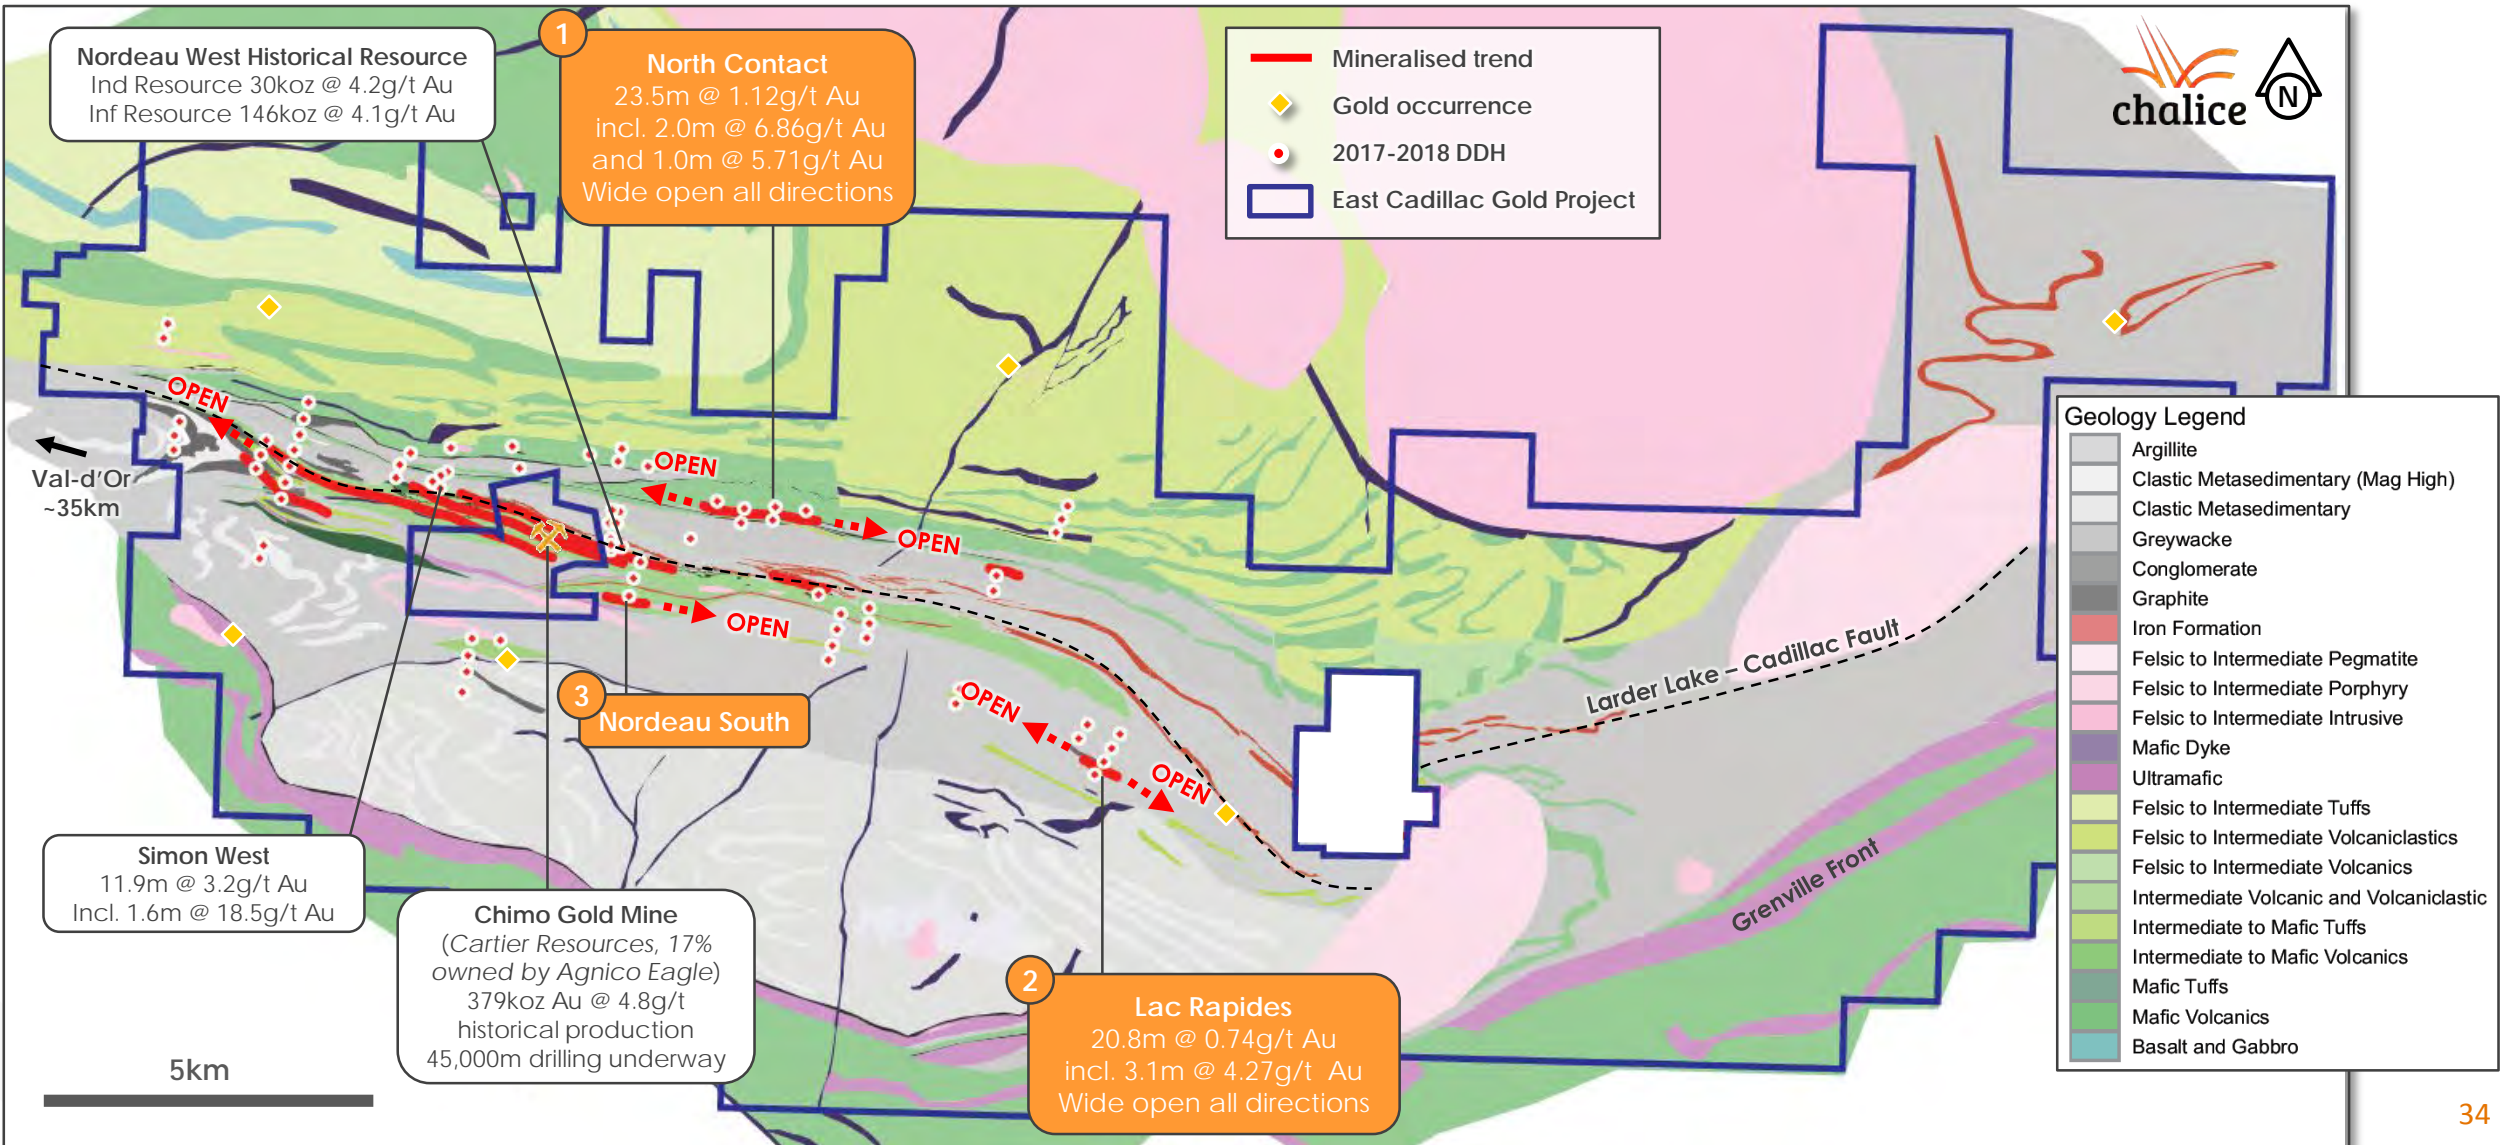 Nordeau West Historical Resource
Ind Resource 30koz @ 4.2g/t Au
Inf Resource 146koz @ 4.1g/t Au
1
North Contact
23.5m @ 1.12g/t Au
incl. 2.0m @ 6.86g/t Au
and 1.0m @ 5.71g/t Au
Wide open all directions
Mineralised trend
Gold occurrence
2017-2018 DDH
East Cadillac Gold Project
chalice
N
OPEN
Val-d'Or
~35km
OPEN
OPEN
OPEN
OPEN
OPEN
Larder Lake – Cadillac Fault
Grenville Front
3
Nordeau South
Simon West
11.9m @ 3.2g/t Au
Incl. 1.6m @ 18.5g/t Au
Chimo Gold Mine
(Cartier Resources, 17%
owned by Agnico Eagle)
379koz Au @ 4.8g/t
historical production
45,000m drilling underway
2
Lac Rapides
20.8m @ 0.74g/t Au
incl. 3.1m @ 4.27g/t Au
Wide open all directions
5km
Geology Legend
Argillite
Clastic Metasedimentary (Mag High)
Clastic Metasedimentary
Greywacke
Conglomerate
Graphite
Iron Formation
Felsic to Intermediate Pegmatite
Felsic to Intermediate Porphyry
Felsic to Intermediate Intrusive
Mafic Dyke
Ultramafic
Felsic to Intermediate Tuffs
Felsic to Intermediate Volcaniclastics
Felsic to Intermediate Volcanics
Intermediate Volcanic and Volcaniclastic
Intermediate to Mafic Tuffs
Intermediate to Mafic Volcanics
Mafic Tuffs
Mafic Volcanics
Basalt and Gabbro
34